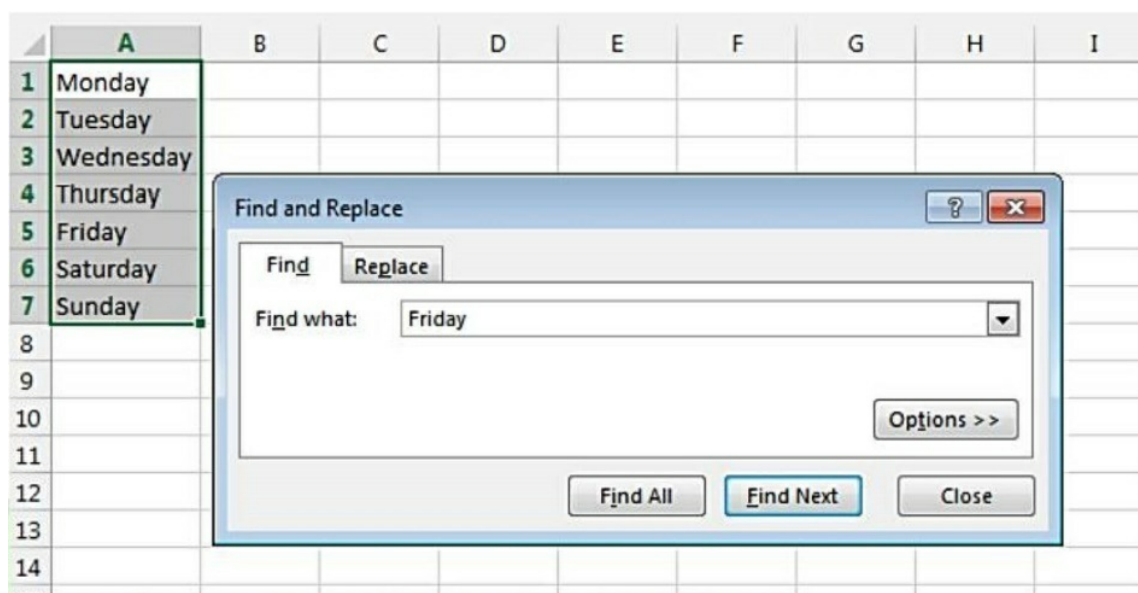 A B C D E F G H I
1 Monday
2 Tuesday
3 Wednesday
4 Thursday
5 Friday
6 Saturday
7 Sunday
8
9
10
11
12
13
14
Find and Replace ?
Find Replace
Find what: Friday
Options >>
Find All Find Next Close